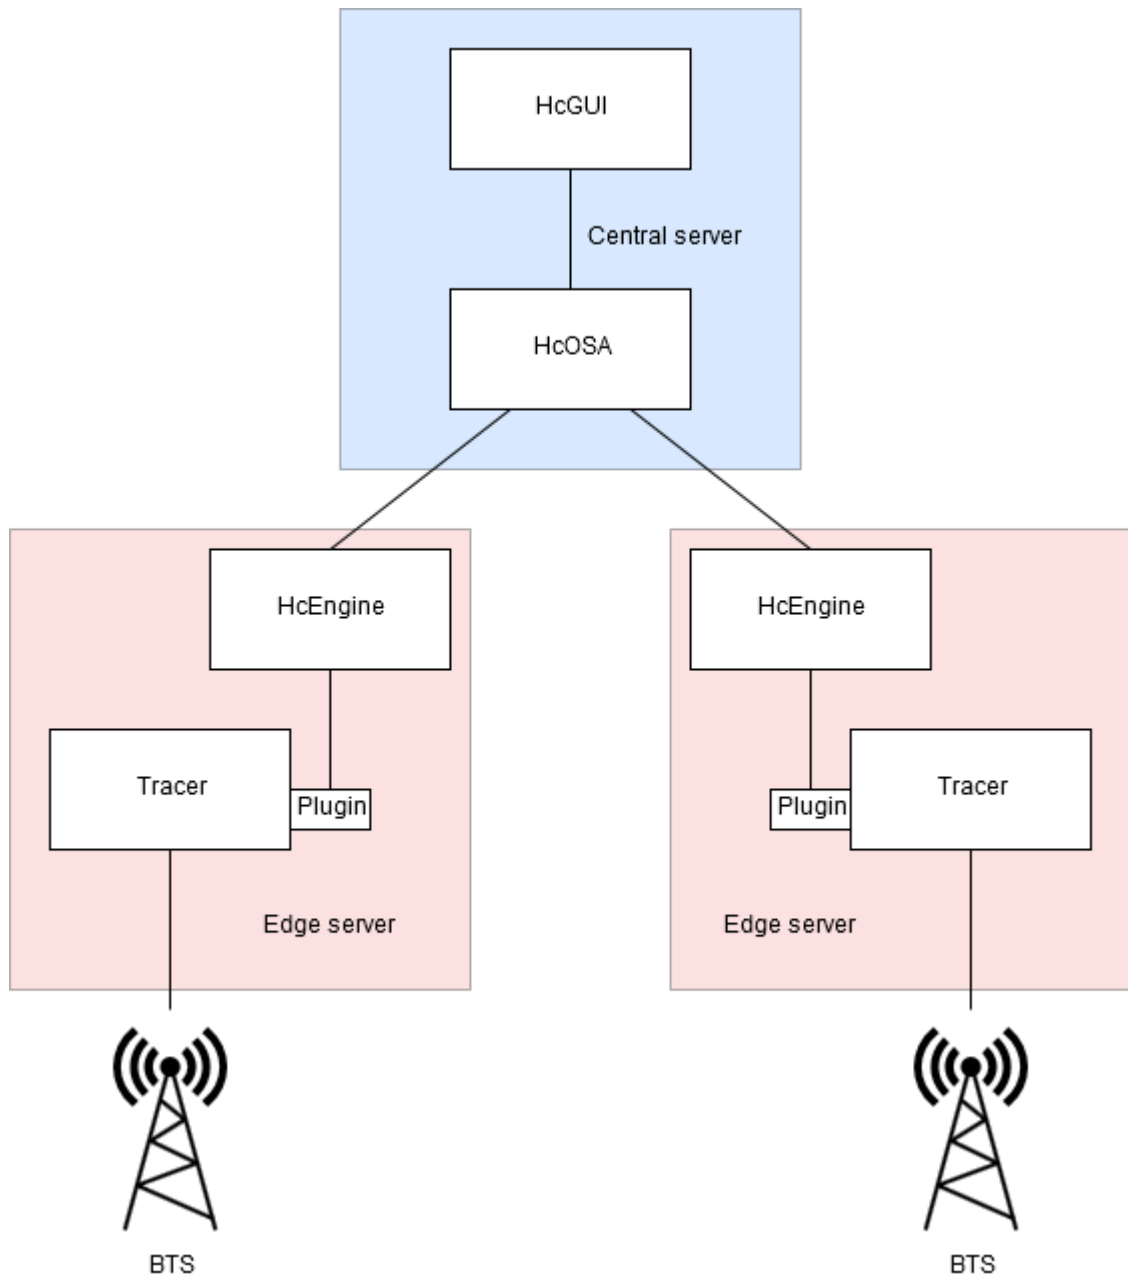 HcGUI
Central server
HcOSA
HcEngine
HcEngine
Tracer
Plugin
Plugin
Tracer
Edge server
Edge server
BTS
BTS